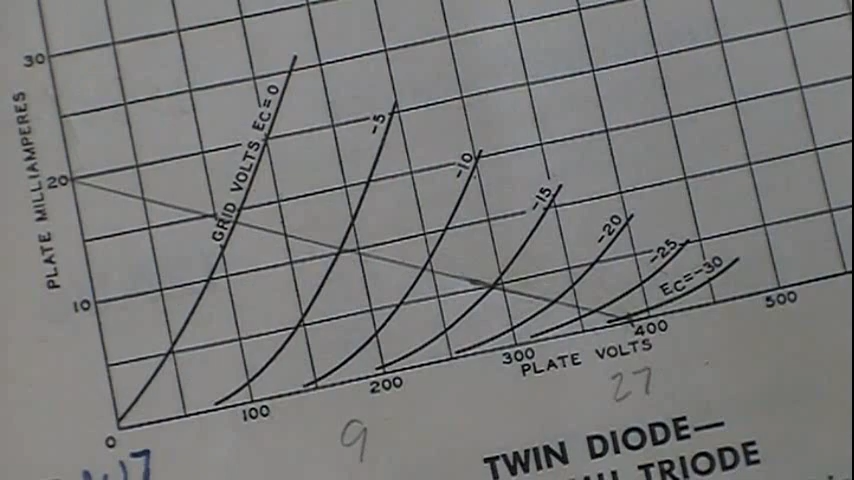 30
PLATE MILLIAMPERES
20
10
0
GRID VOLTS EC=0
-5
-10
-15
-20
-25
EC=-30
100
200
300
400
500
PLATE VOLTS
9
27
TWIN DIODE—
TRIODE